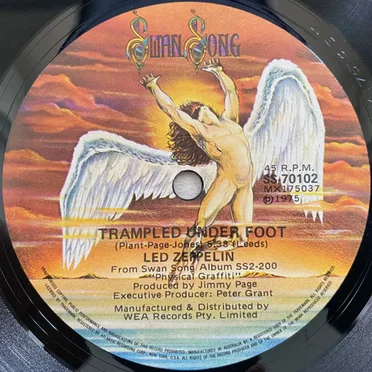 SWAN SONG
45 R.P.M.
SS 70102
MX175037
Ⓟ 1975
TRAMPLED UNDER FOOT
(Plant-Page-Jones) 5.38 (Leeds)
LED ZEPPELIN
From Swan Song Album SS2-200
"Physical Graffiti"
Produced by Jimmy Page
Executive Producer: Peter Grant
Manufactured & Distributed by
WEA Records Pty. Limited